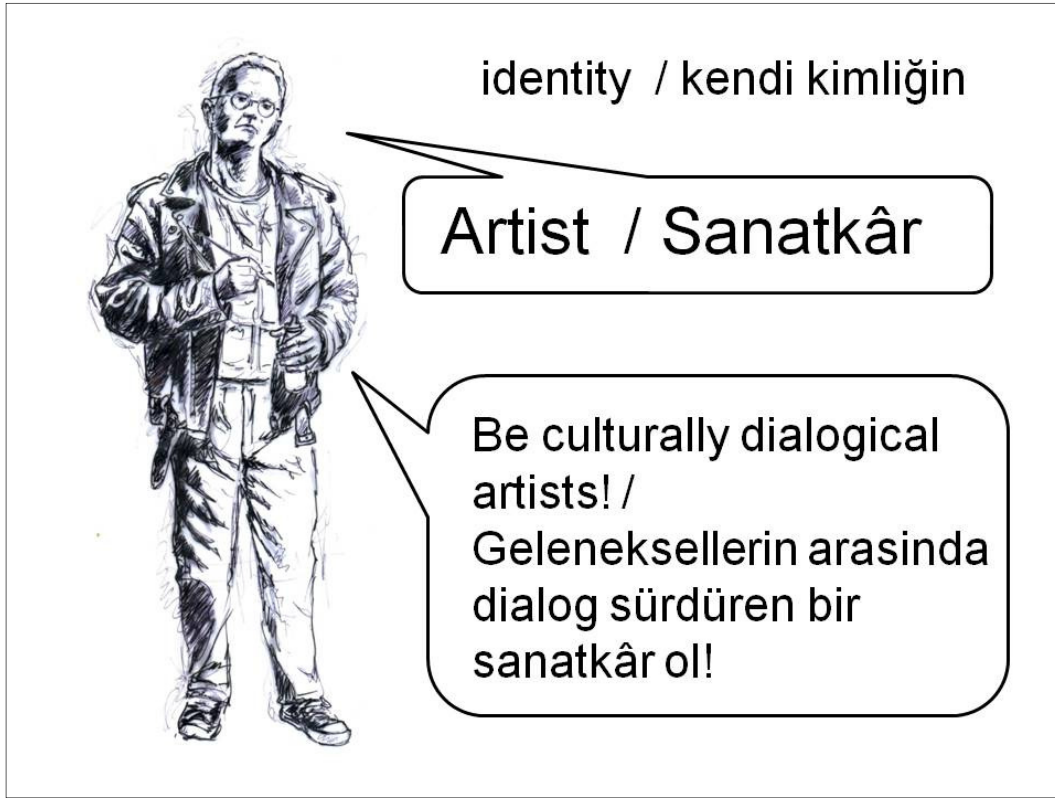 identity / kendi kimliğin
Artist / Sanatkâr
Be culturally dialogical
artists! /
Geleneksellerin arasinda
dialog sürdüren bir
sanatkâr ol!